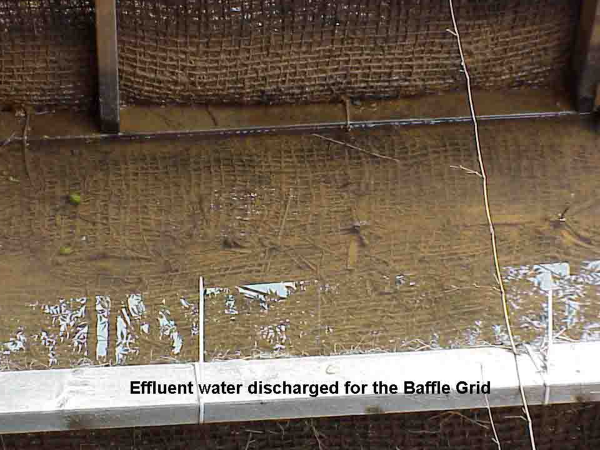 Effluent water discharged for the Baffle Grid